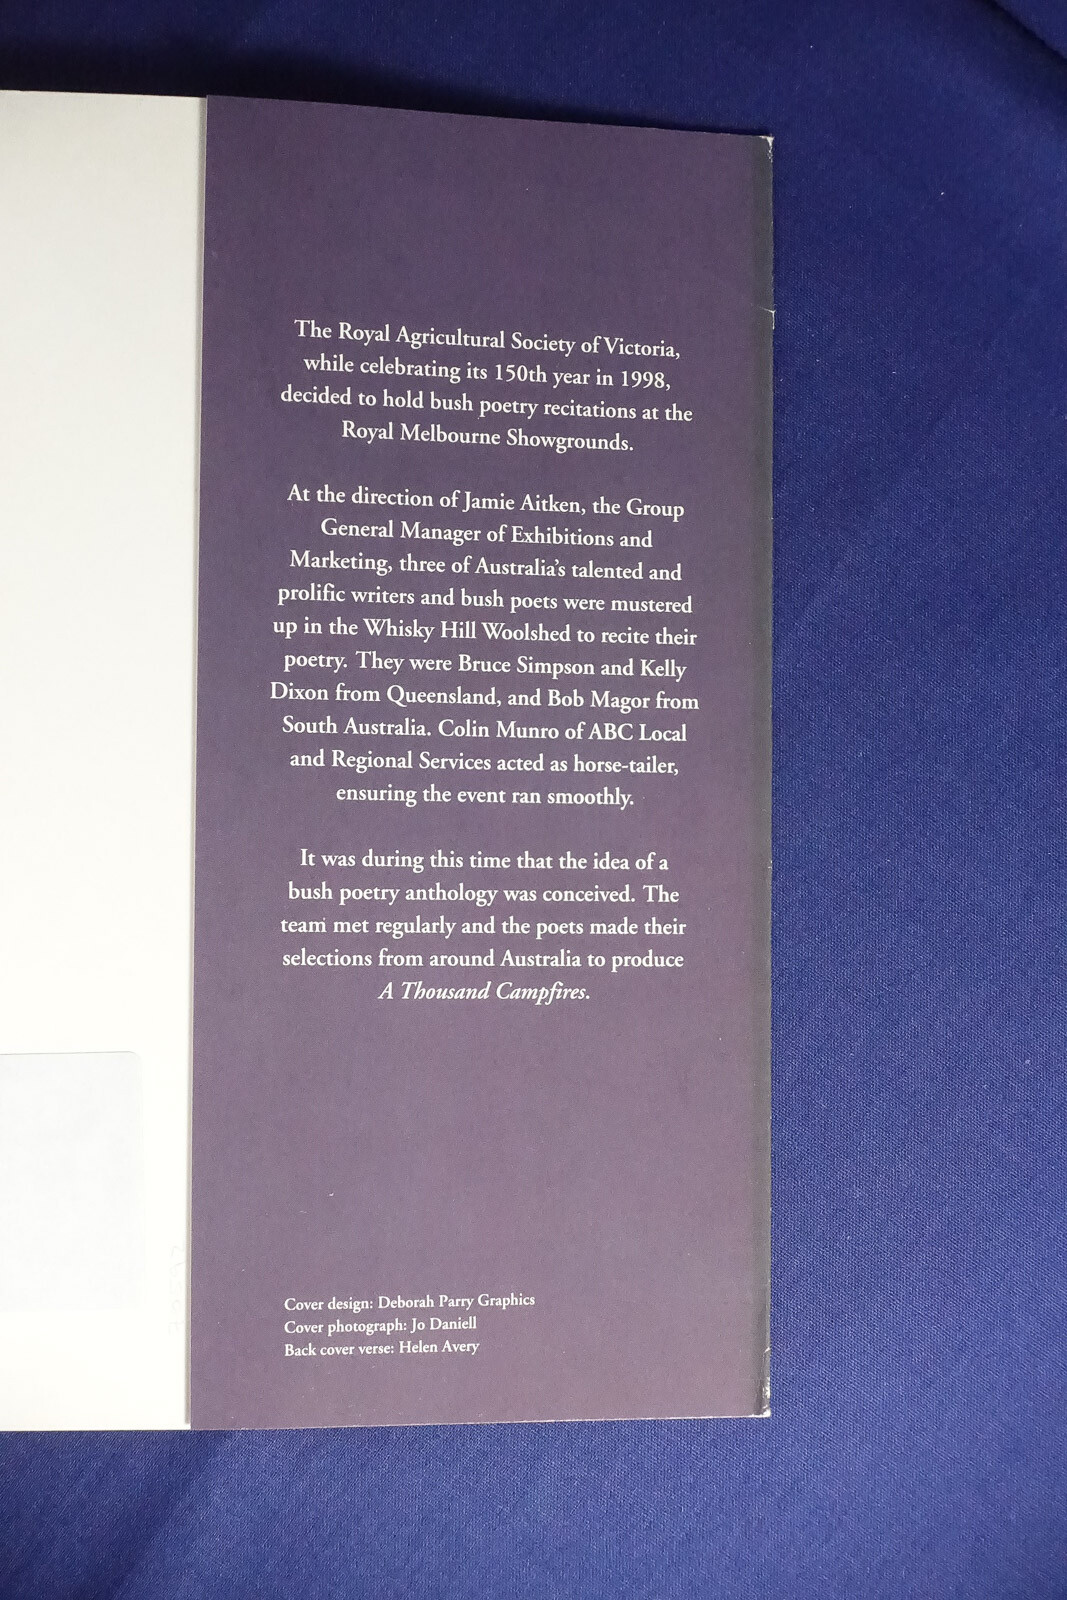 The Royal Agricultural Society of Victoria,
while celebrating its 150th year in 1998,
decided to hold bush poetry recitations at the
Royal Melbourne Showgrounds.
At the direction of Jamie Aitken, the Group
General Manager of Exhibitions and
Marketing, three of Australia's talented and
prolific writers and bush poets were mustered
up in the Whisky Hill Woolshed to recite their
poetry. They were Bruce Simpson and Kelly
Dixon from Queensland, and Bob Magor from
South Australia. Colin Munro of ABC Local
and Regional Services acted as horse-tailer,
ensuring the event ran smoothly.
It was during this time that the idea of a
bush poetry anthology was conceived. The
team met regularly and the poets made their
selections from around Australia to produce
A Thousand Campfires.
Cover design: Deborah Parry Graphics
Cover photograph: Jo Daniell
Back cover verse: Helen Avery